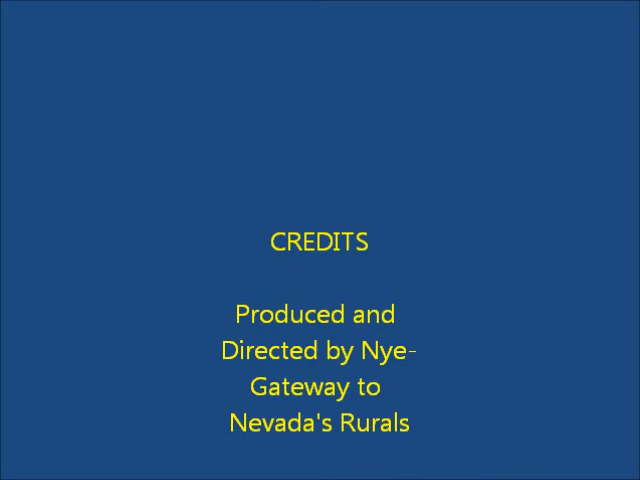 CREDITS
Produced and
Directed by Nye-
Gateway to
Nevada's Rurals